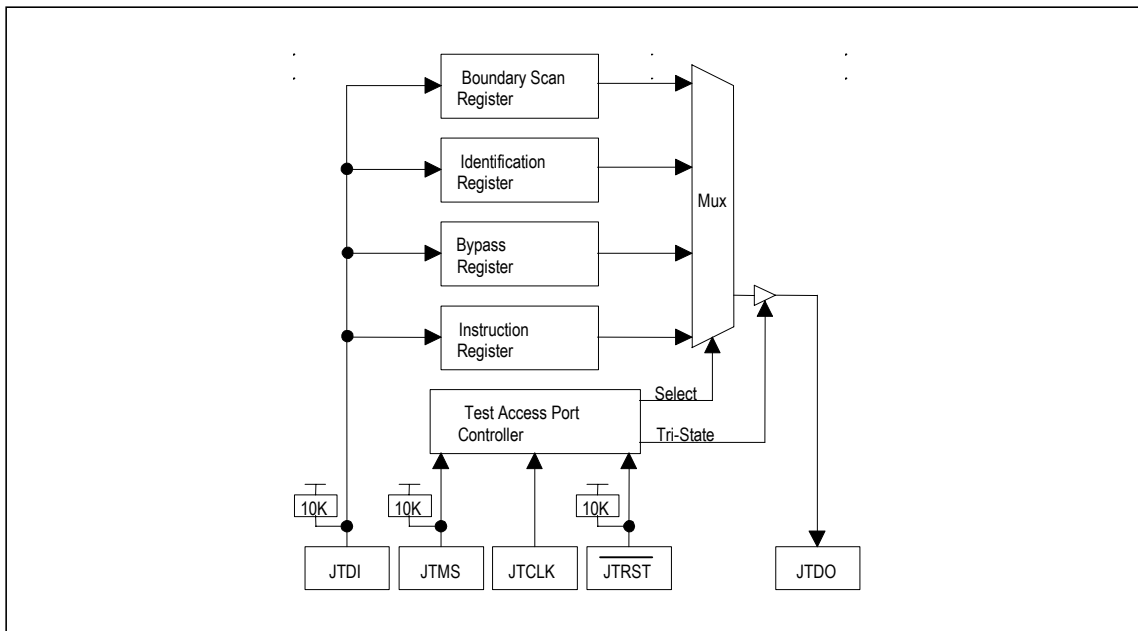 Boundary Scan
Register
Identification
Register
Mux
Bypass
Register
Instruction
Register
Select
Test Access Port
Controller
Tri-State
10K
10K
10K
JTDI
JTMS
JTCLK
JTRST
JTDO